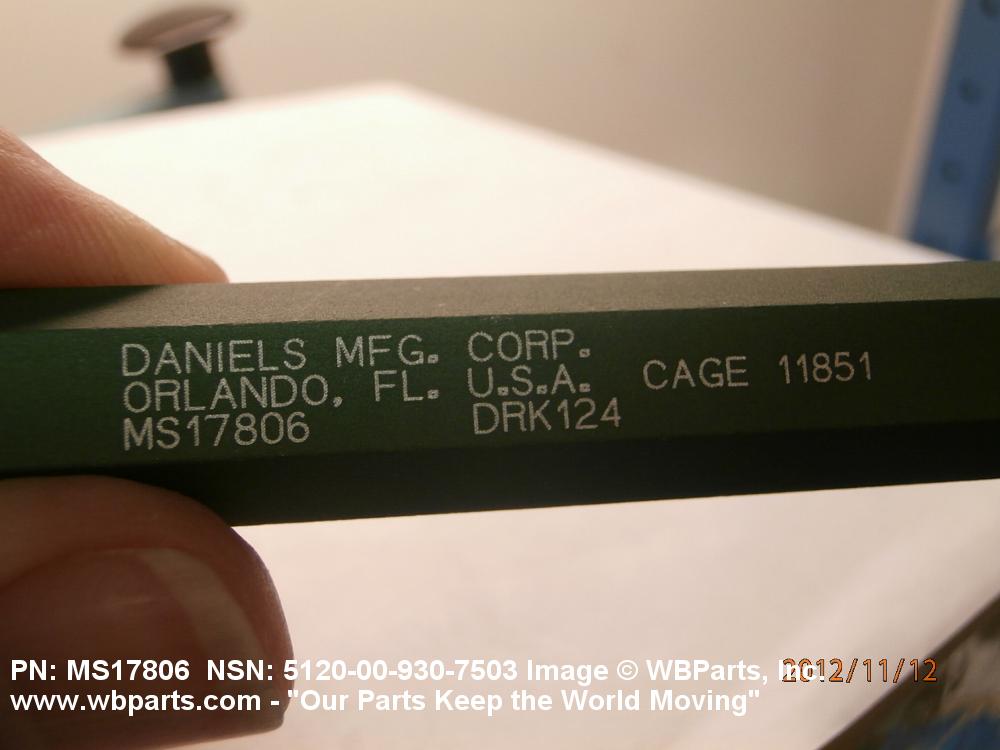 DANIELS MFG. CORP.
ORLANDO, FL. U.S.A. CAGE 11851
MS17806 DRK124
PN: MS17806 NSN: 5120-00-930-7503 Image © WBParts, Inc.
2012/11/12
www.wbparts.com - "Our Parts Keep the World Moving"